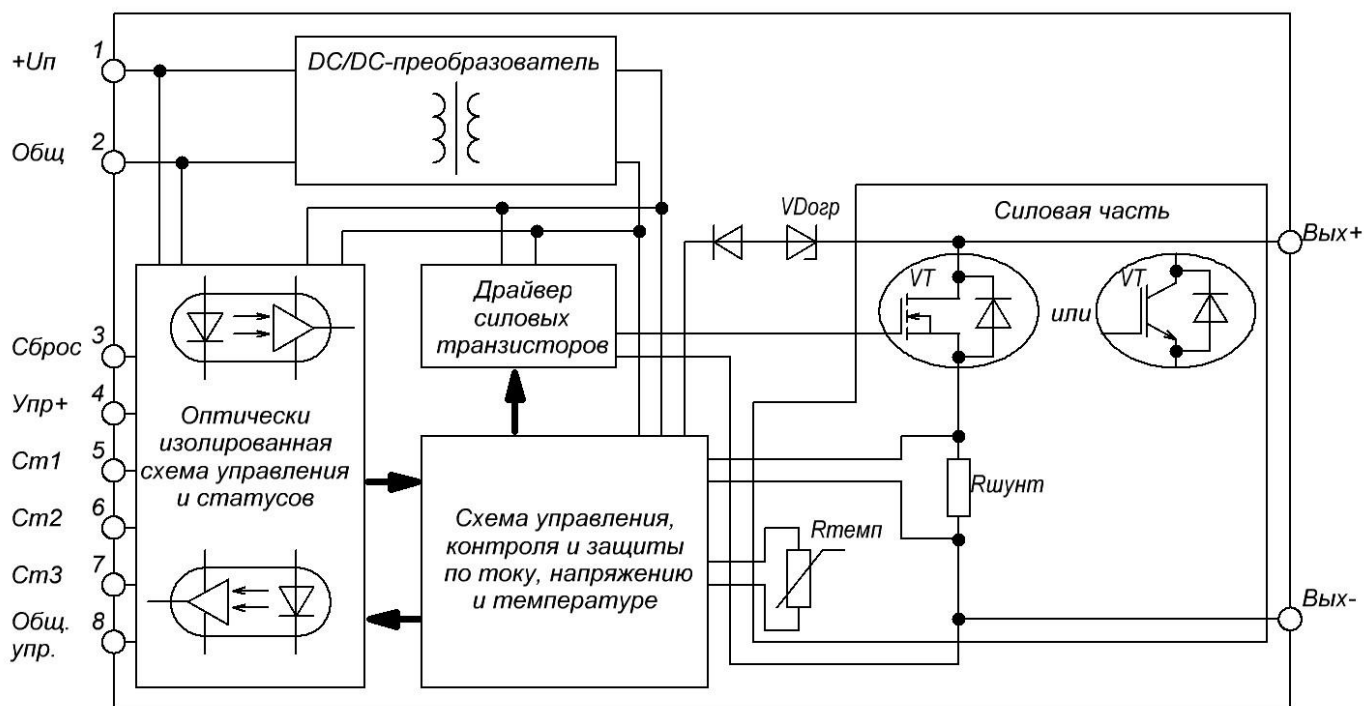 +Uп
1
Общ
2
Сброс
3
Упр+
4
Ст1
5
Ст2
6
Ст3
7
Общ.
упр.
8
DC/DC-преобразователь
Оптически
изолированная
схема управления
и статусов
Драйвер
силовых
транзисторов
Схема управления,
контроля и защиты
по току, напряжению
и температуре
VDогр
Силовая часть
VT
или
VT
Rшунт
Rтемп
Вых+
Вых-